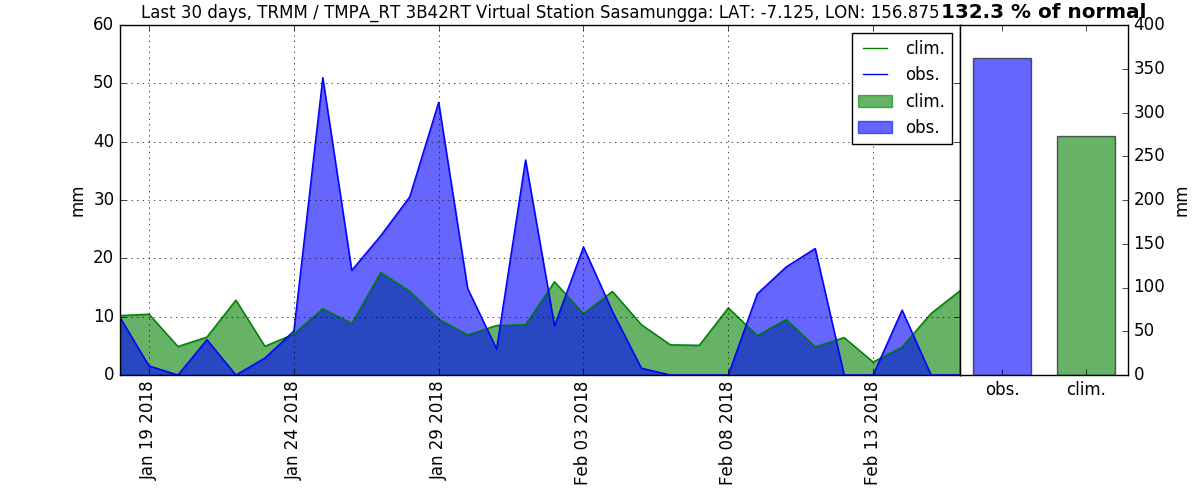 Last 30 days, TRMM / TMPA_RT 3B42RT Virtual Station Sasamungga: LAT: -7.125, LON: 156.875
132.3 % of normal
60
50
40
30
20
10
0
mm
clim.
obs.
clim.
obs.
Jan 19 2018
Jan 24 2018
Jan 29 2018
Feb 03 2018
Feb 08 2018
Feb 13 2018
400
350
300
250
200
150
100
50
0
mm
obs.
clim.